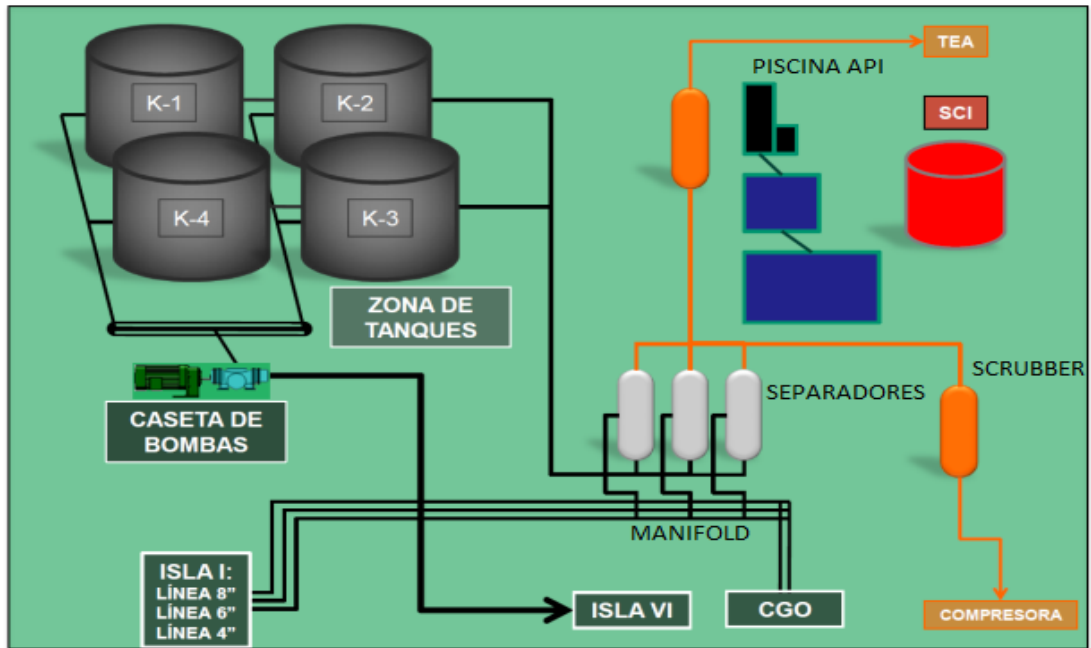 K-1
K-2
K-4
K-3
ZONA DE
TANQUES
CASETA DE
BOMBAS
TEA
PISCINA API
SCI
SCRUBBER
SEPARADORES
MANIFOLD
ISLA I:
LÍNEA 8”
LÍNEA 6”
LÍNEA 4”
ISLA VI
CGO
COMPRESORA